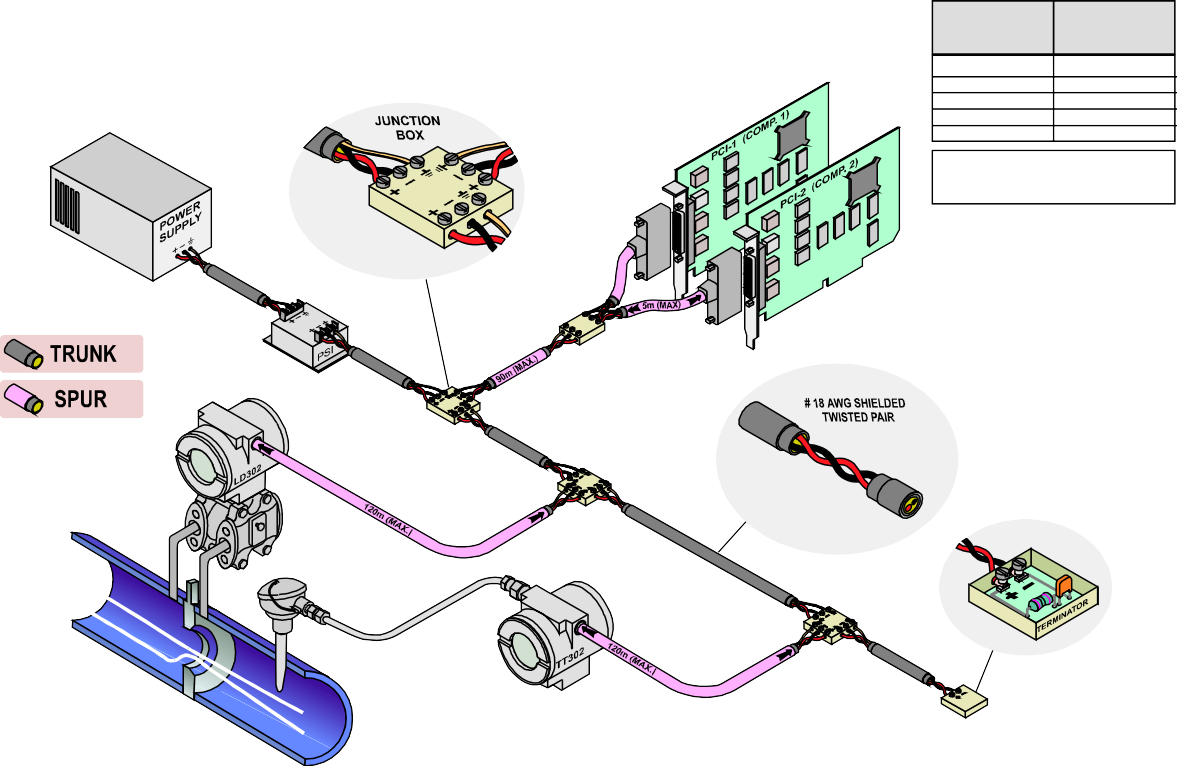 JUNCTION
BOX
PCI-1 (COMP. 1)
PCI-2 (COMP. 2)
POWER
SUPPLY
+ - ⏚
+ - ⏚
5m (MAX)
PSI
TRUNK
SPUR
90m (MAX.)
# 18 AWG SHIELDED
TWISTED PAIR
LD302
120m (MAX.|
+ -
TERMINATOR
TT302
120m (MAX.|